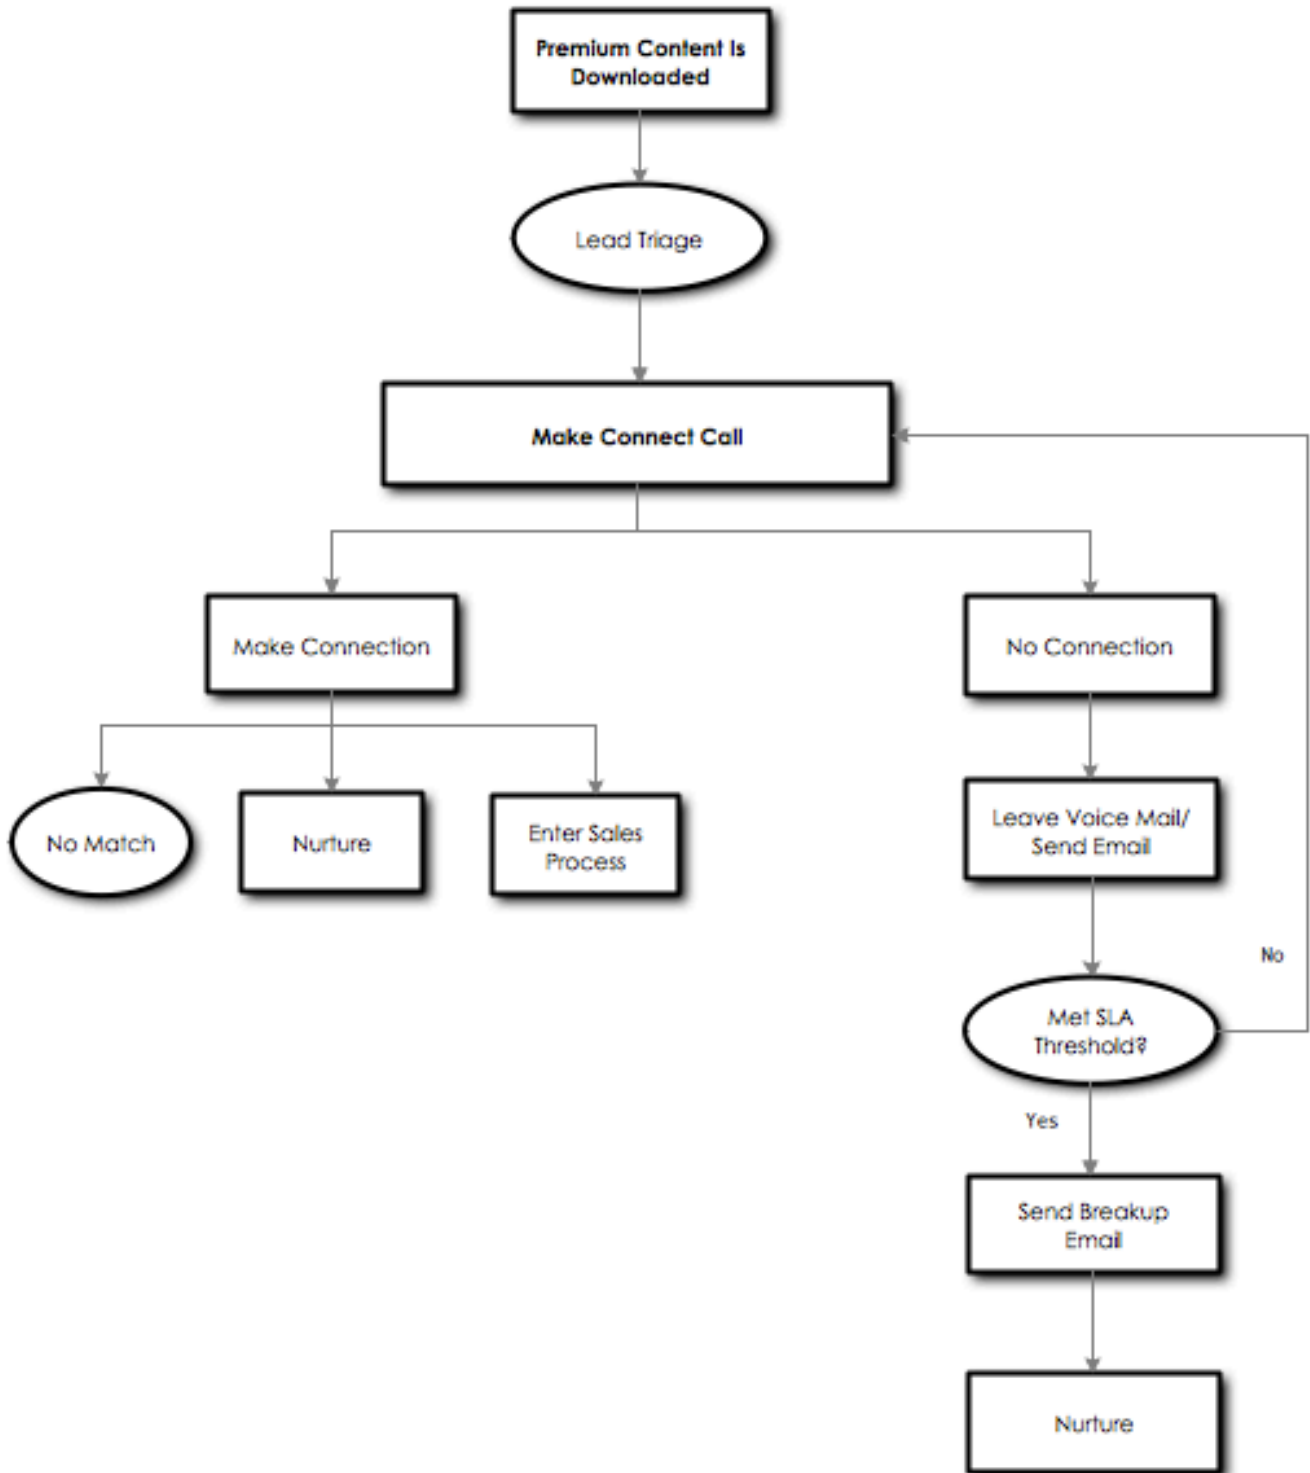 Premium Content Is
Downloaded
Lead Triage
Make Connect Call
Make Connection
No Connection
No Match
Nurture
Enter Sales
Process
Leave Voice Mail/
Send Email
No
Met SLA
Threshold?
Yes
Send Breakup
Email
Nurture